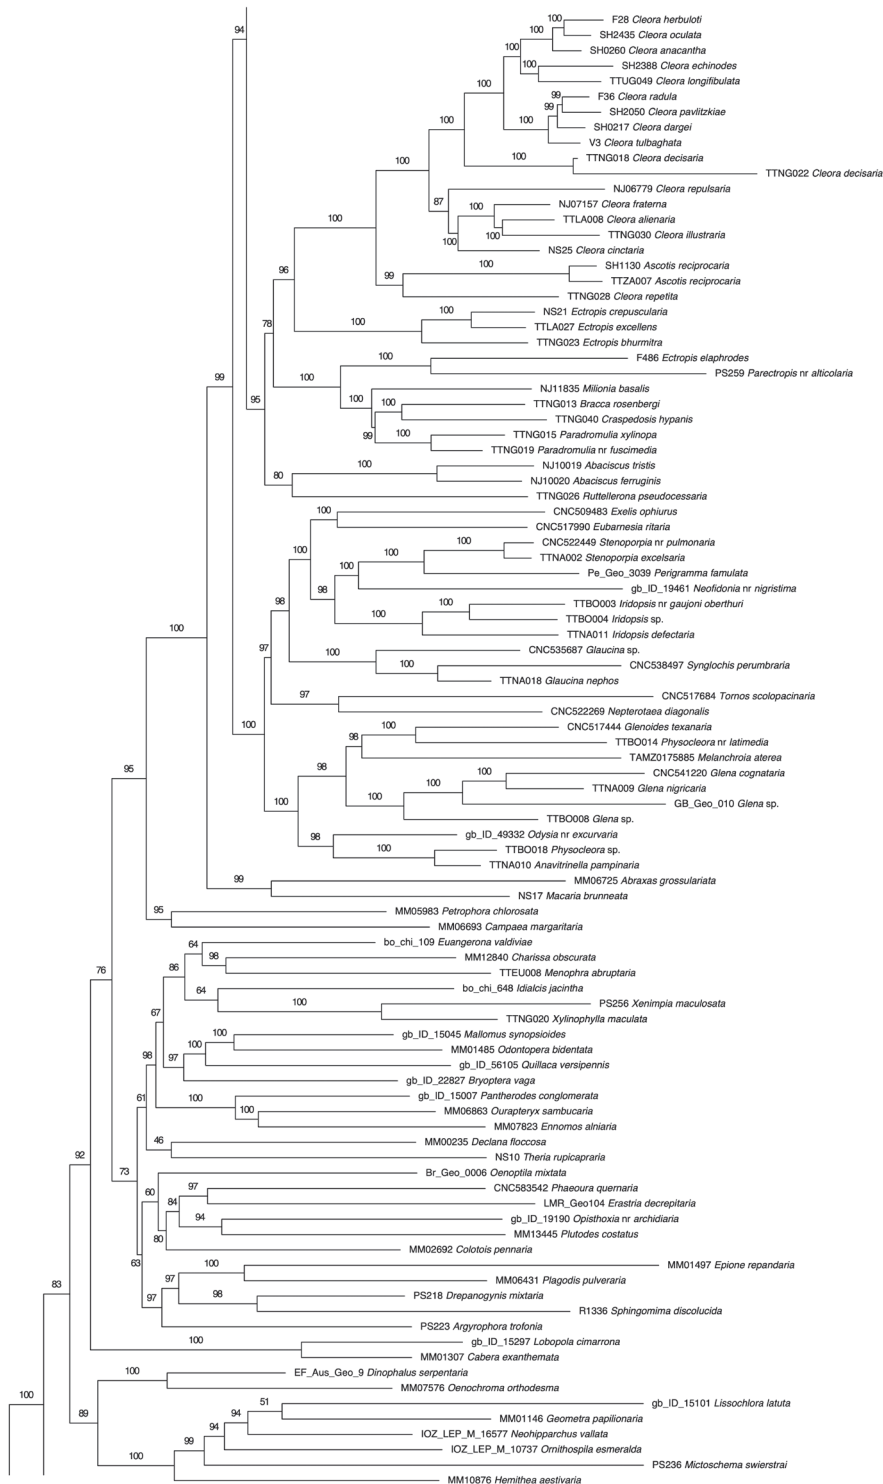 94
F28 Cleora herbuloti
100
SH2435 Cleora oculata
100
SH0260 Cleora anacantha
100
SH2388 Cleora echinodes
100
TTUG049 Cleora longifibulata
100
F36 Cleora radula
99
SH2050 Cleora pavlitzkiae
99
SH0217 Cleora dargei
100
V3 Cleora tulbaghata
100
TTNG018 Cleora decisaria
100
TTNG022 Cleora decisaria
100
NJ06779 Cleora repulsaria
87
NJ07157 Cleora fraterna
100
TTLA008 Cleora alienaria
100
TTNG030 Cleora illustraria
100
NS25 Cleora cinctaria
100
SH1130 Ascotis reciprocaria
100
TTZA007 Ascotis reciprocaria
99
TTNG028 Cleora repetita
96
NS21 Ectropis crepuscularia
100
TTLA027 Ectropis excellens
100
TTNG023 Ectropis bhurmitra
78
F486 Ectropis elaphrodes
100
PS259 Parectropis nr alticolaria
100
NJ11835 Milionia basalis
100
TTNG013 Bracca rosenbergi
100
TTNG040 Craspedosis hypanis
99
TTNG015 Paradromulia xylinopa
100
TTNG019 Paradromulia nr fuscimedia
99
95
NJ10019 Abaciscus tristis
100
NJ10020 Abaciscus ferruginis
80
TTNG026 Ruttellerona pseudocessaria
CNC509483 Exelis ophiurus
100
CNC517990 Eubarnesia ritaria
100
CNC522449 Stenoporpia nr pulmonaria
100
TTNA002 Stenoporpia excelsaria
100
Pe_Geo_3039 Perigramma famulata
100
gb_ID_19461 Neofidonia nr nigristima
98
TTBO003 Iridopsis nr gaujoni oberthuri
100
TTBO004 Iridopsis sp.
100
TTNA011 Iridopsis defectaria
98
CNC535687 Glaucina sp.
100
CNC538497 Synglochis perumbraria
100
TTNA018 Glaucina nephos
97
CNC517684 Tornos scolopacinaria
97
CNC522269 Nepterotaea diagonalis
100
CNC517444 Glenoides texanaria
100
TTBO014 Physocleora nr latimedia
98
TAMZ0175885 Melanchroia aterea
98
CNC541220 Glena cognataria
100
TTNA009 Glena nigricaria
100
GB_Geo_010 Glena sp.
100
TTBO008 Glena sp.
100
gb_ID_49332 Odysia nr excurvaria
98
TTBO018 Physocleora sp.
100
TTNA010 Anavitrinella pampinaria
100
MM06725 Abraxas grossulariata
99
NS17 Macaria brunneata
95
MM05983 Petrophora chlorosata
95
MM06693 Campaea margaritaria
76
bo_chi_109 Euangerona valdiviae
64
MM12840 Charissa obscurata
98
TTEU008 Menophra abruptaria
86
bo_chi_648 Idialcis jacintha
64
PS256 Xenimpia maculosata
100
TTNG020 Xylinophylla maculata
67
gb_ID_15045 Mallomus synopsioides
100
MM01485 Odontopera bidentata
100
gb_ID_56105 Quillaca versipennis
97
gb_ID_22827 Bryoptera vaga
98
gb_ID_15007 Pantherodes conglomerata
100
MM06863 Ourapteryx sambucaria
100
MM07823 Ennomos alniaria
61
MM00235 Declana floccosa
46
NS10 Theria rupicapraria
92
73
Br_Geo_0006 Oenoptila mixtata
60
CNC583542 Phaeoura quernaria
97
LMR_Geo104 Erastria decrepitaria
84
gb_ID_19190 Opisthoxia nr archidiaria
94
MM13445 Plutodes costatus
80
MM02692 Colotois pennaria
63
MM01497 Epione repandaria
100
MM06431 Plagodis pulveraria
97
PS218 Drepanogynis mixtaria
98
R1336 Sphingomima discolucida
97
PS223 Argyrophora trofonia
83
gb_ID_15297 Lobopola cimarrona
100
MM01307 Cabera exanthemata
EF_Aus_Geo_9 Dinophalus serpentaria
100
MM07576 Oenochroma orthodesma
100
89
gb_ID_15101 Lissochlora latuta
51
MM01146 Geometra papilionaria
94
IOZ_LEP_M_16577 Neohipparchus vallata
94
IOZ_LEP_M_10737 Ornithospila esmeralda
99
PS236 Mictoschema swierstrai
100
MM10876 Hemithea aestivaria